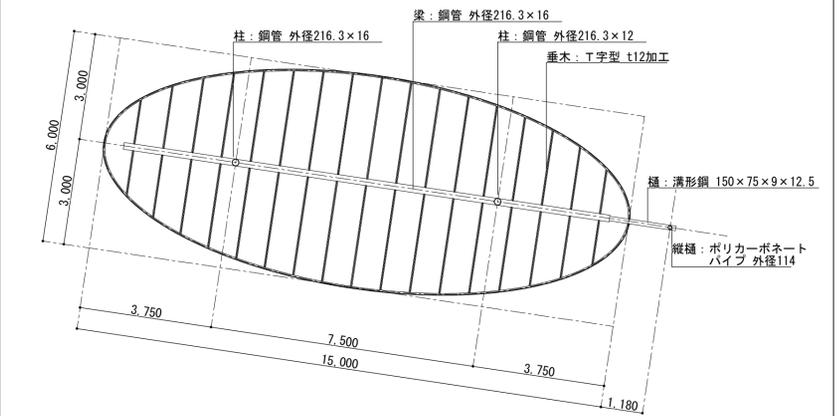 梁：鋼管 外径216.3×16
柱：鋼管 外径216.3×16
柱：鋼管 外径216.3×12
垂木：T字型 t12加工
3,000
6,000
3,000
樋：溝形鋼 150×75×9×12.5
縦樋：ポリカーボネート
パイプ 外径114
3,750
7,500
15,000
3,750
1,180